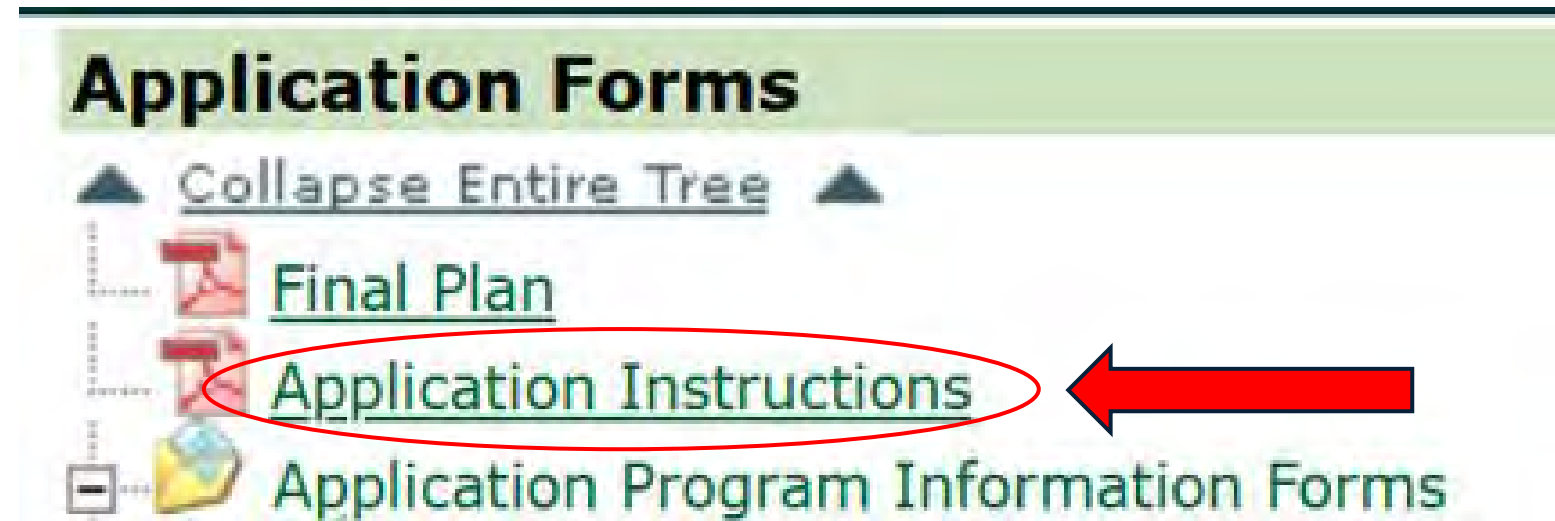 Application Forms
Collapse Entire Tree
Final Plan
Application Instructions
Application Program Information Forms